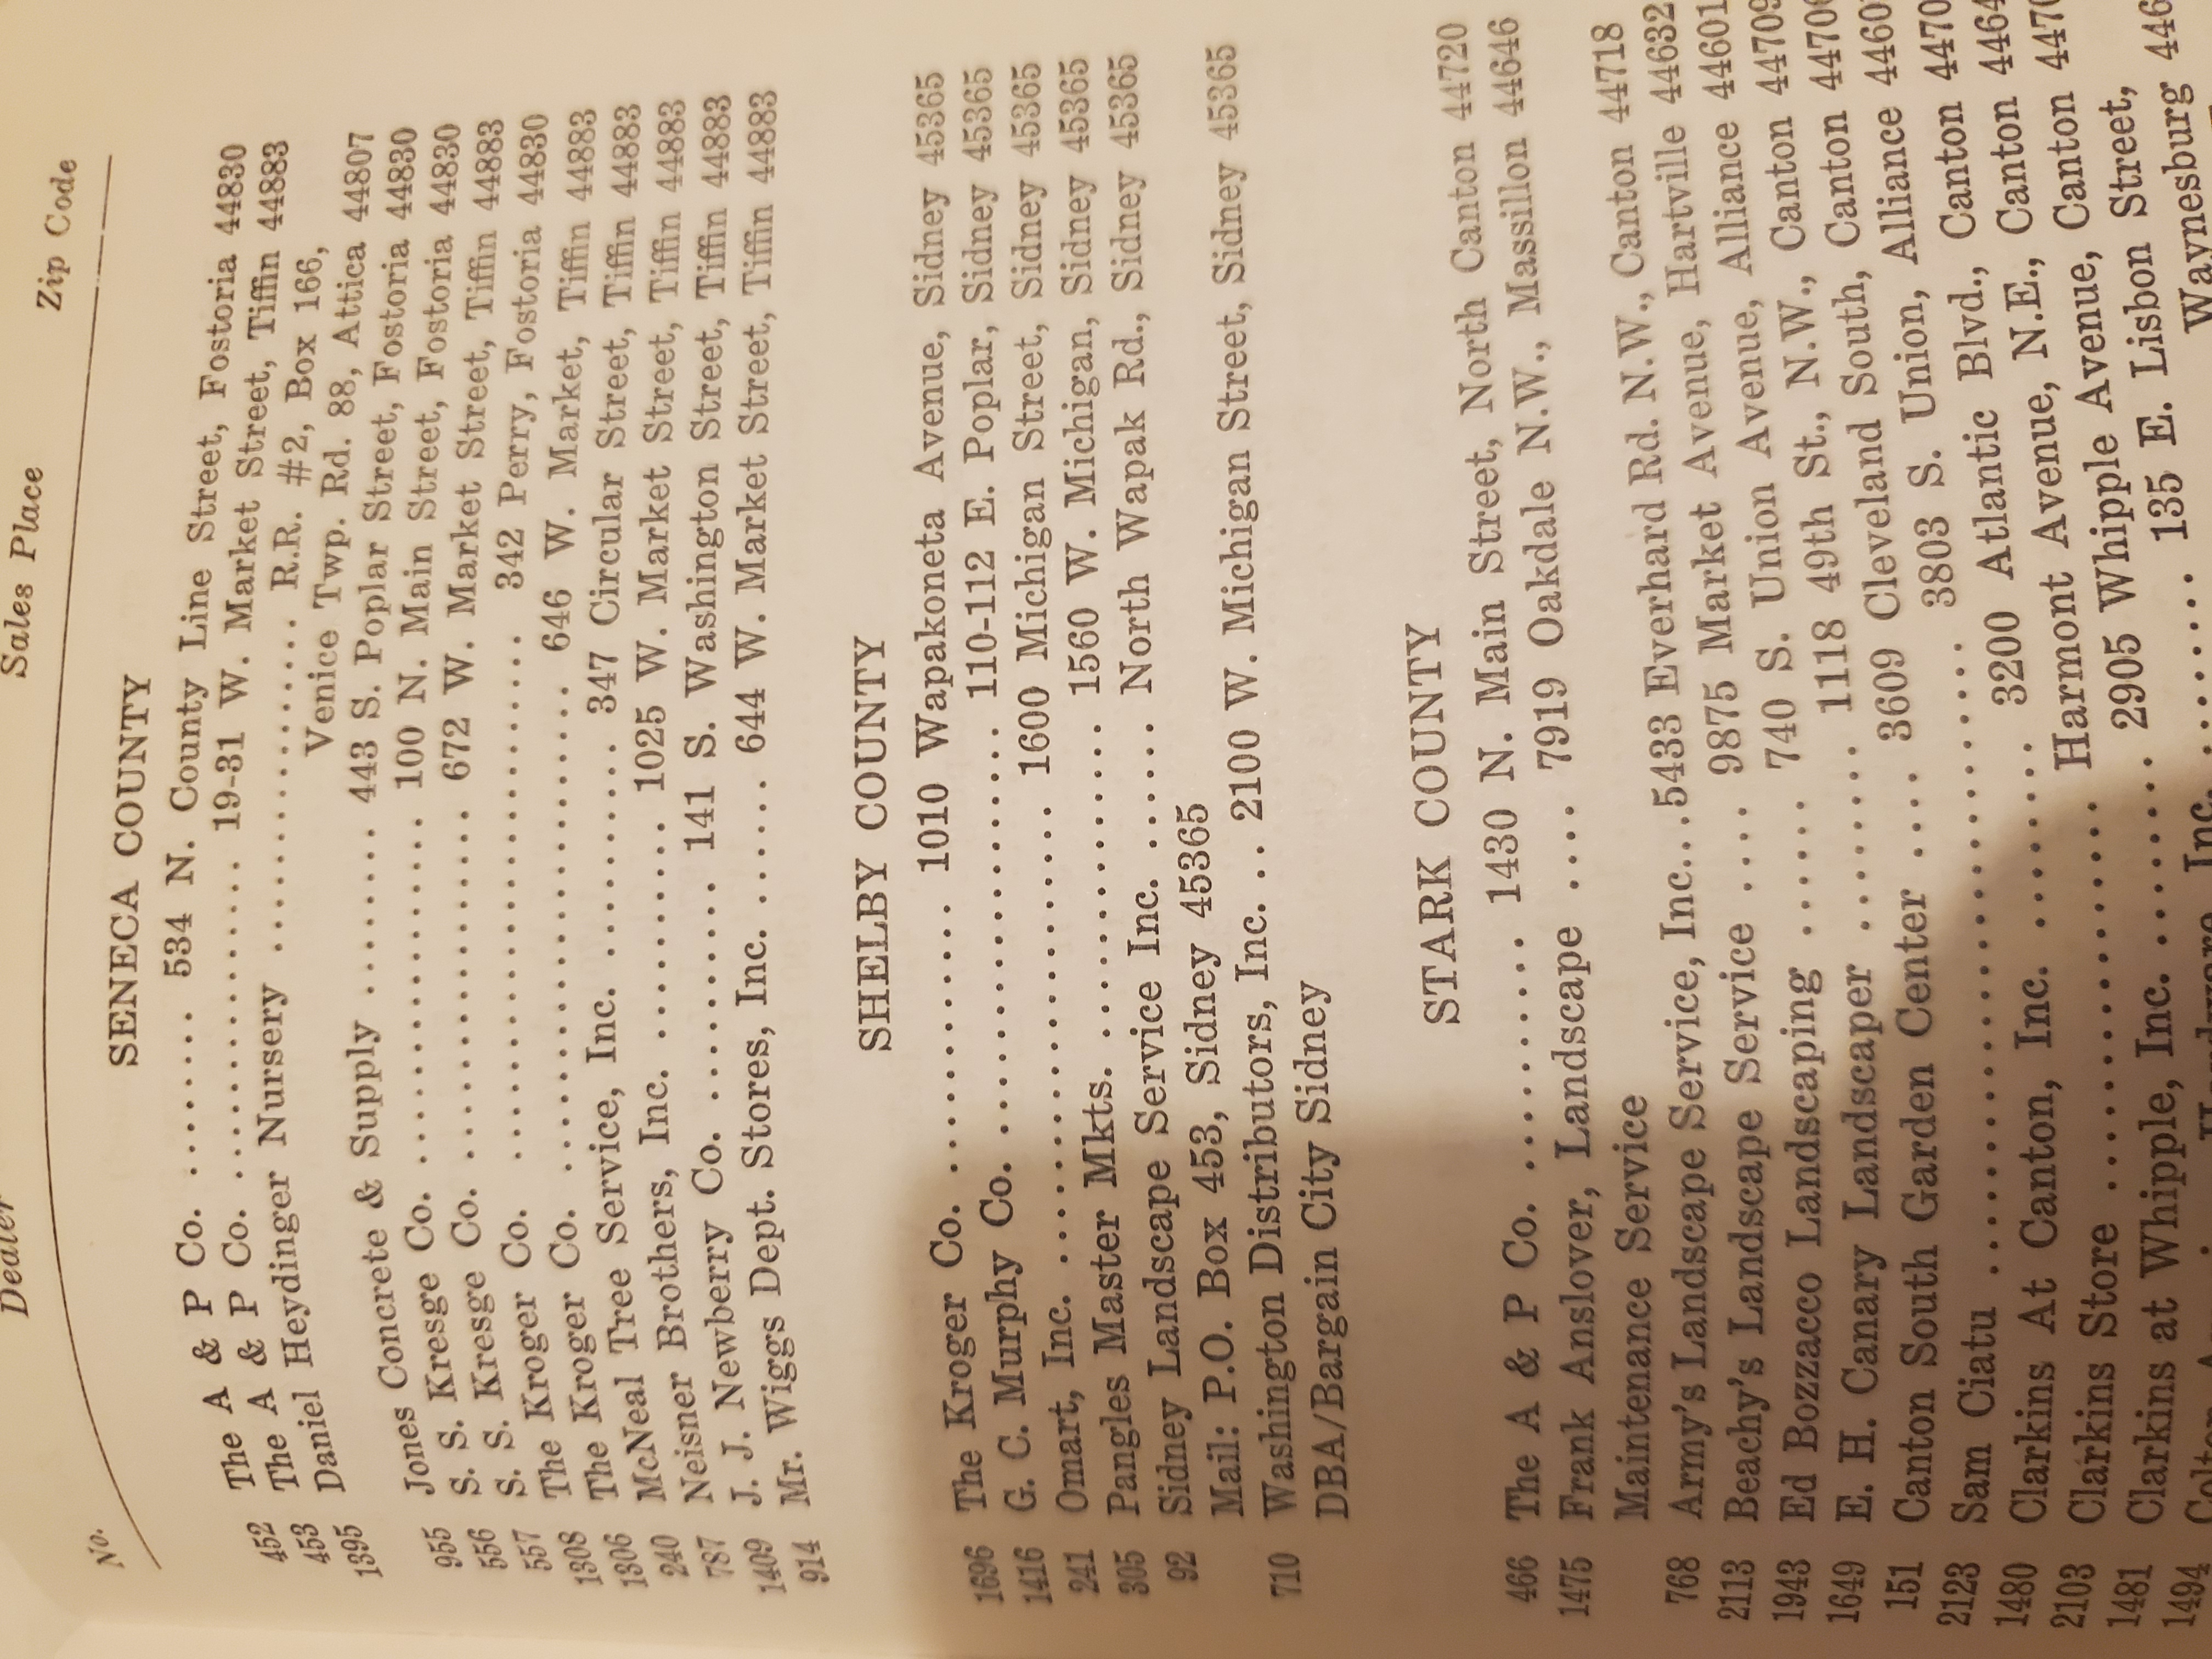 No. Dealer Sales Place Zip Code
SENECA COUNTY
452 The A & P Co. ....... 534 N. County Line Street, Fostoria 44830
453 The A & P Co. ................ 19-31 W. Market Street, Tiffin 44883
1395 Daniel Heydinger Nursery ................ R.R. #2, Box 166,
Venice Twp. Rd. 88, Attica 44807
955 Jones Concrete & Supply ......... 443 S. Poplar Street, Fostoria 44830
556 S. S. Kresge Co. .................. 100 N. Main Street, Fostoria 44830
557 S. S. Kresge Co. .................. 672 W. Market Street, Tiffin 44883
1308 The Kroger Co. ........................ 342 Perry, Fostoria 44830
1306 The Kroger Co. ...................... 646 W. Market, Tiffin 44883
240 McNeal Tree Service, Inc. ............ 347 Circular Street, Tiffin 44883
787 Neisner Brothers, Inc. ............ 1025 W. Market Street, Tiffin 44883
1409 J. J. Newberry Co. ............ 141 S. Washington Street, Tiffin 44883
914 Mr. Wiggs Dept. Stores, Inc. ...... 644 W. Market Street, Tiffin 44883
SHELBY COUNTY
1696 The Kroger Co. ............. 1010 Wapakoneta Avenue, Sidney 45365
1416 G. C. Murphy Co. ................... 110-112 E. Poplar, Sidney 45365
241 Omart, Inc. ..................... 1600 Michigan Street, Sidney 45365
305 Pangles Master Mkts. ................ 1560 W. Michigan, Sidney 45365
92 Sidney Landscape Service Inc. ...... North Wapak Rd., Sidney 45365
Mail: P.O. Box 453, Sidney 45365
710 Washington Distributors, Inc. .. 2100 W. Michigan Street, Sidney 45365
DBA/Bargain City Sidney
STARK COUNTY
466 The A & P Co. .......... 1430 N. Main Street, North Canton 44720
1475 Frank Anslover, Landscape .... 7919 Oakdale N.W., Massillon 44646
Maintenance Service
768 Army's Landscape Service, Inc...5433 Everhard Rd. N.W., Canton 44718
2113 Beachy's Landscape Service .... 9875 Market Avenue, Hartville 44632
1943 Ed Bozzacco Landscaping ...... 740 S. Union Avenue, Alliance 44601
1649 E. H. Canary Landscaper ........ 1118 49th St., N.W., Canton 44709
151 Canton South Garden Center .... 3609 Cleveland South, Canton 4470
2123 Sam Ciatu ........................ 3803 S. Union, Alliance 4460
1480 Clarkins At Canton, Inc. ........ 3200 Atlantic Blvd., Canton 4470
2103 Clarkins Store ................ Harmont Avenue, N.E., Canton 4464
1481 Clarkins at Whipple, Inc. ........ 2905 Whipple Avenue, Canton 447
1494 135 E. Lisbon Street,
Waynesburg 446
Inc.